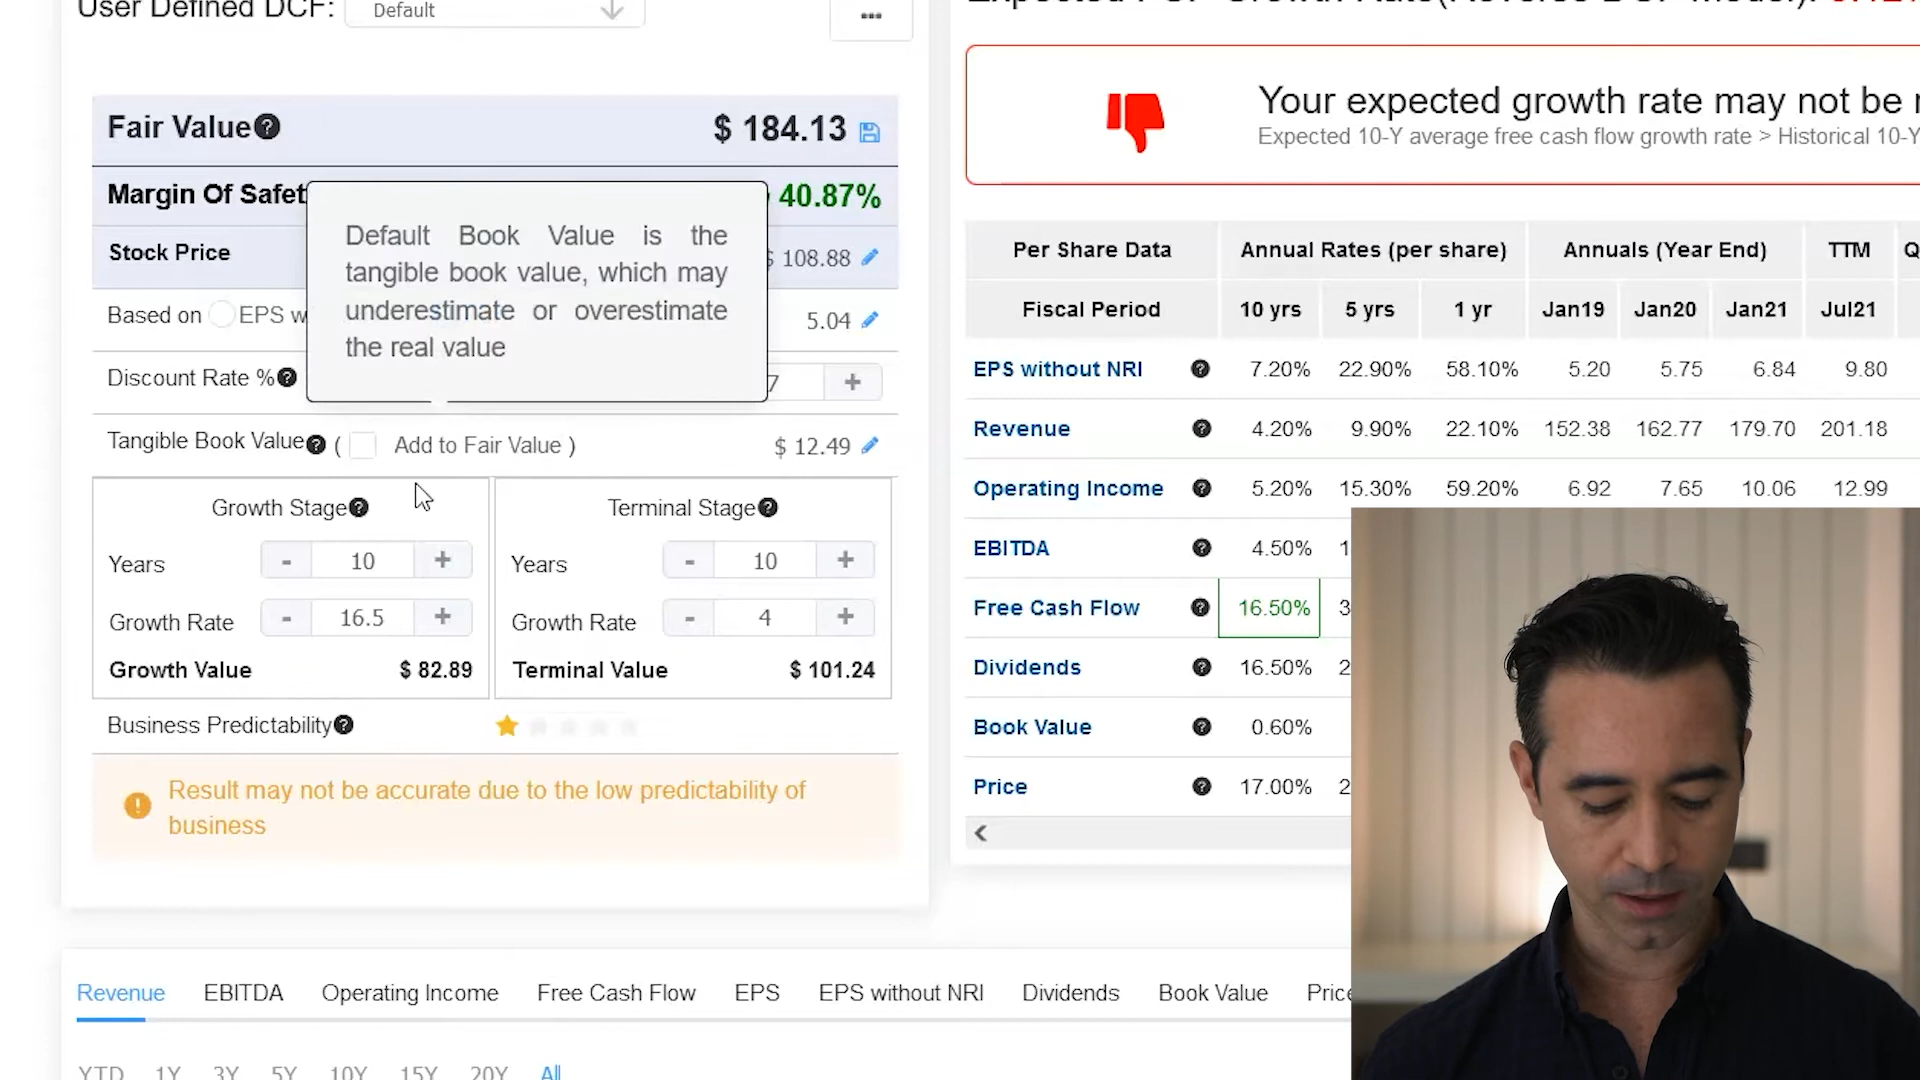 User Defined DCF:
Default
...
Fair Value
$ 184.13
Margin Of Safet
40.87%
Stock Price
$ 108.88
Default Book Value is the
tangible book value, which may
underestimate or overestimate
the real value
Based on EPS w
5.04
Discount Rate %
7
+
Tangible Book Value ( Add to Fair Value )
$ 12.49
Growth Stage
Years - 10 +
Growth Rate - 16.5 +
Growth Value $ 82.89
Terminal Stage
Years - 10 +
Growth Rate - 4 +
Terminal Value $ 101.24
Business Predictability
Result may not be accurate due to the low predictability of
business
Your expected growth rate may not be
Expected 10-Y average free cash flow growth rate > Historical 10-Y
Per Share Data Annual Rates (per share) Annuals (Year End) TTM Q
Fiscal Period 10 yrs 5 yrs 1 yr Jan19 Jan20 Jan21 Jul21
EPS without NRI 7.20% 22.90% 58.10% 5.20 5.75 6.84 9.80
Revenue 4.20% 9.90% 22.10% 152.38 162.77 179.70 201.18
Operating Income 5.20% 15.30% 59.20% 6.92 7.65 10.06 12.99
EBITDA 4.50% 1
Free Cash Flow 16.50% 3
Dividends 16.50% 2
Book Value 0.60%
Price 17.00% 2
Revenue EBITDA Operating Income Free Cash Flow EPS EPS without NRI Dividends Book Value Price
YTD 1Y 3Y 5Y 10Y 15Y 20Y All